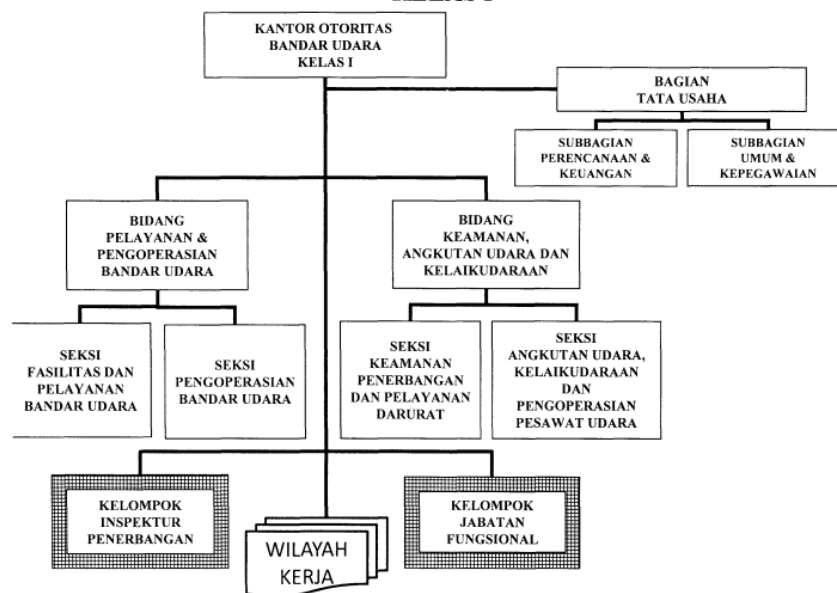 KANTOR OTORITAS
BANDAR UDARA
KELAS I
BAGIAN
TATA USAHA
SUBBAGIAN
PERENCANAAN &
KEUANGAN
SUBBAGIAN
UMUM &
KEPEGAWAIAN
BIDANG
PELAYANAN &
PENGOPERASIAN
BANDAR UDARA
BIDANG
KEAMANAN,
ANGKUTAN UDARA DAN
KELAIKUDARAAN
SEKSI
FASILITAS DAN
PELAYANAN
BANDAR UDARA
SEKSI
PENGOPERASIAN
BANDAR UDARA
SEKSI
KEAMANAN
PENERBANGAN
DAN PELAYANAN
DARURAT
SEKSI
ANGKUTAN UDARA,
KELAIKUDARAAN
DAN
PENGOPERASIAN
PESAWAT UDARA
KELOMPOK
INSPEKTUR
PENERBANGAN
WILAYAH
KERJA
KELOMPOK
JABATAN
FUNGSIONAL